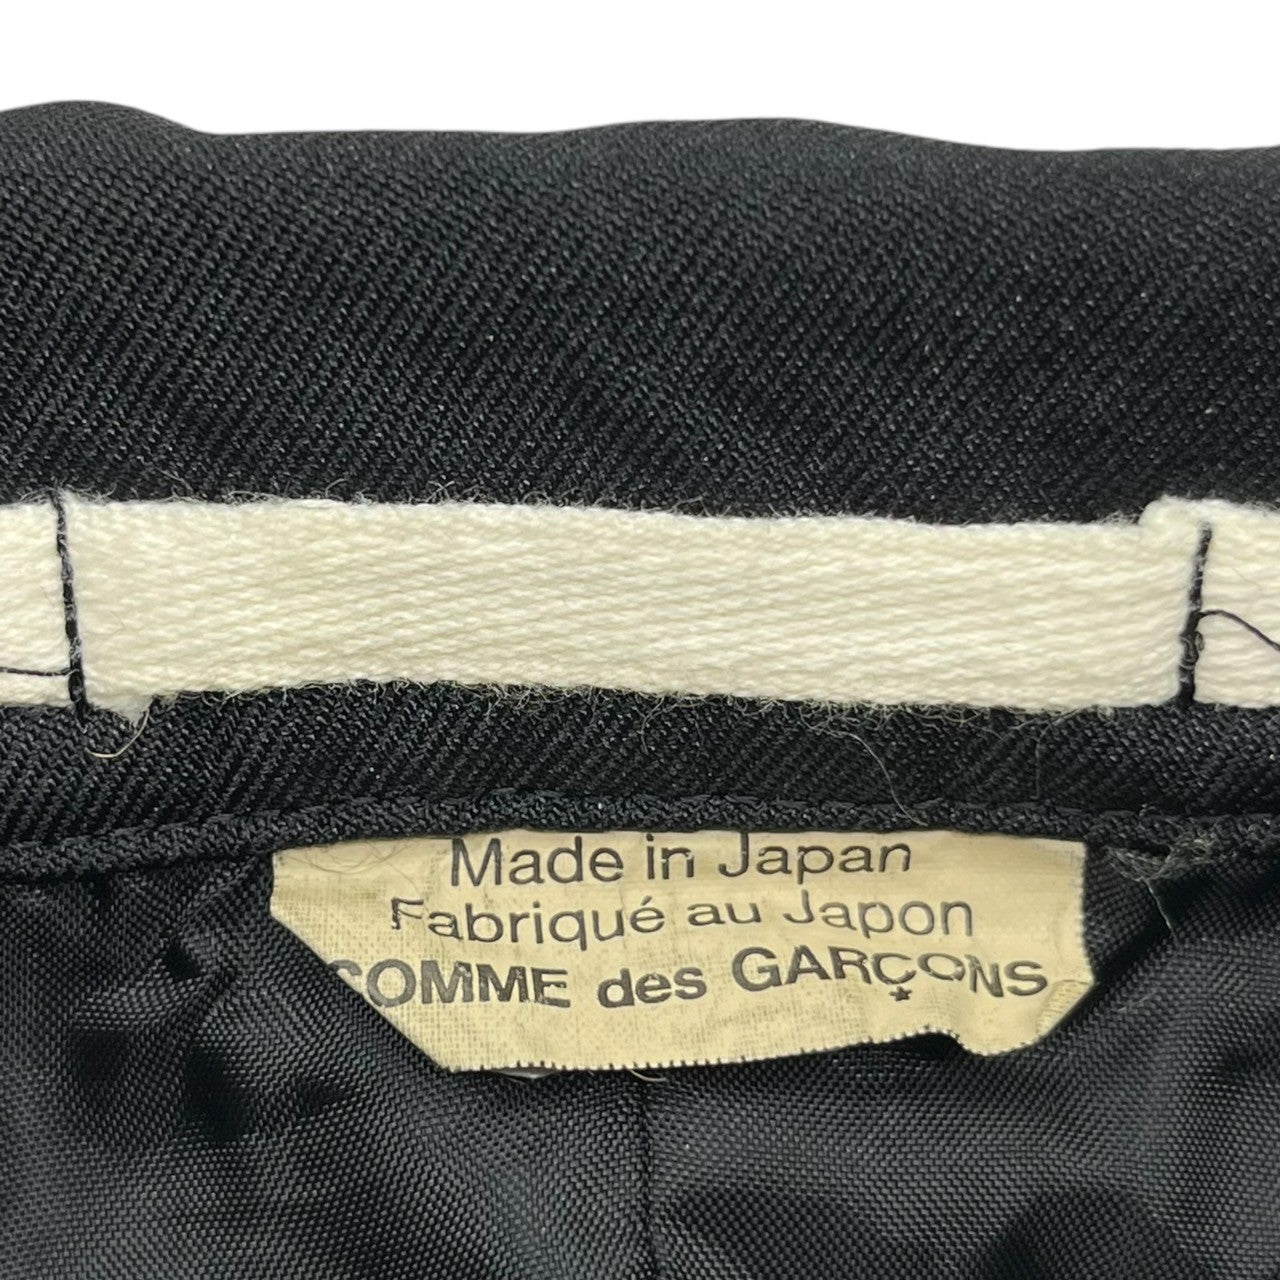 Made in Japan
Fabriqué au Japon
COMME des GARÇONS